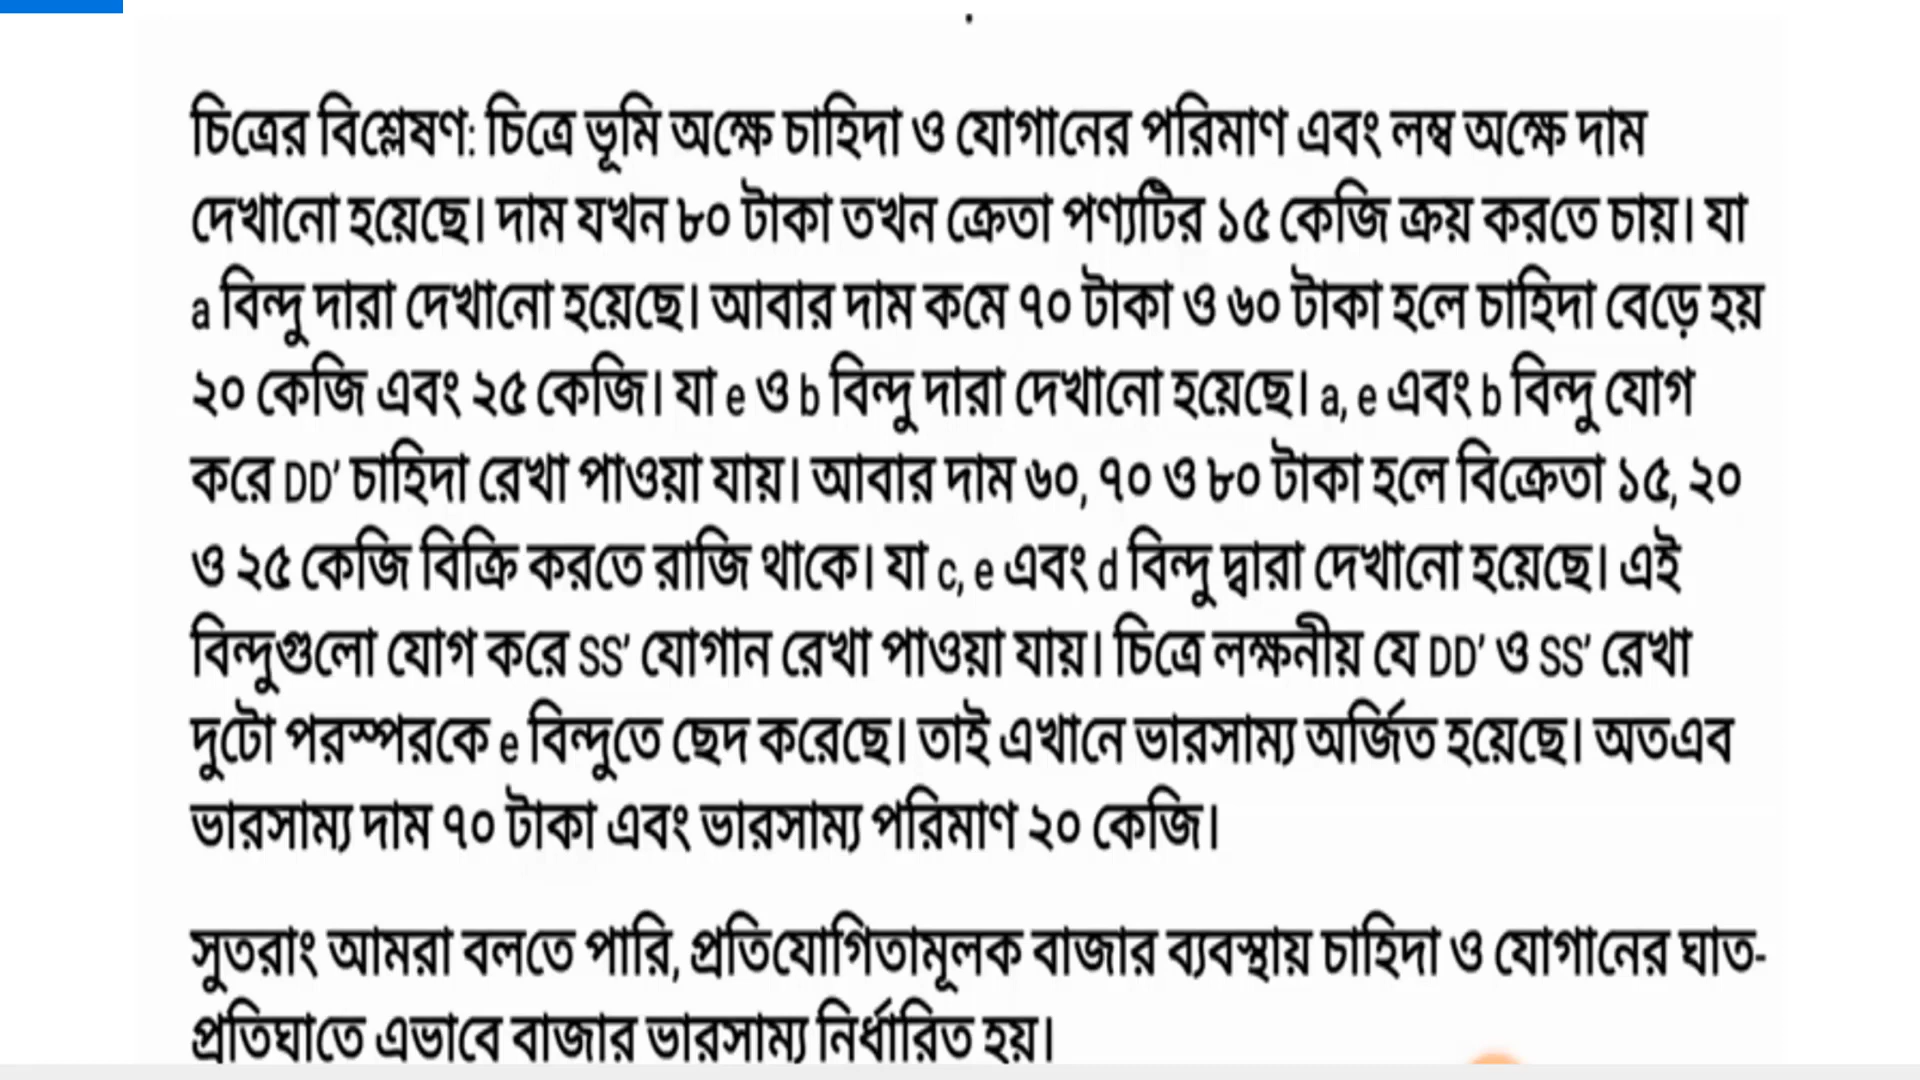 চিত্রের বিশ্লেষণ: চিত্রে ভূমি অক্ষে চাহিদা ও যোগানের পরিমাণ এবং লম্ব অক্ষে দাম
দেখানো হয়েছে। দাম যখন ৮০ টাকা তখন ক্রেতা পণ্যটির ১৫ কেজি ক্রয় করতে চায়। যা
a বিন্দু দারা দেখানো হয়েছে। আবার দাম কমে ৭০ টাকা ও ৬০ টাকা হলে চাহিদা বেড়ে হয়
২০ কেজি এবং ২৫ কেজি। যা e ও b বিন্দু দারা দেখানো হয়েছে। a, e এবং b বিন্দু যোগ
করে DD’ চাহিদা রেখা পাওয়া যায়। আবার দাম ৬০, ৭০ ও ৮০ টাকা হলে বিক্রেতা ১৫, ২০
ও ২৫ কেজি বিক্রি করতে রাজি থাকে। যা c, e এবং d বিন্দু দ্বারা দেখানো হয়েছে। এই
বিন্দুগুলো যোগ করে SS’ যোগান রেখা পাওয়া যায়। চিত্রে লক্ষনীয় যে DD’ ও SS’ রেখা
দুটো পরস্পরকে e বিন্দুতে ছেদ করেছে। তাই এখানে ভারসাম্য অর্জিত হয়েছে। অতএব
ভারসাম্য দাম ৭০ টাকা এবং ভারসাম্য পরিমাণ ২০ কেজি।
সুতরাং আমরা বলতে পারি, প্রতিযোগিতামূলক বাজার ব্যবস্থায় চাহিদা ও যোগানের ঘাত-
প্রতিঘাতে এভাবে বাজার ভারসাম্য নির্ধারিত হয়।